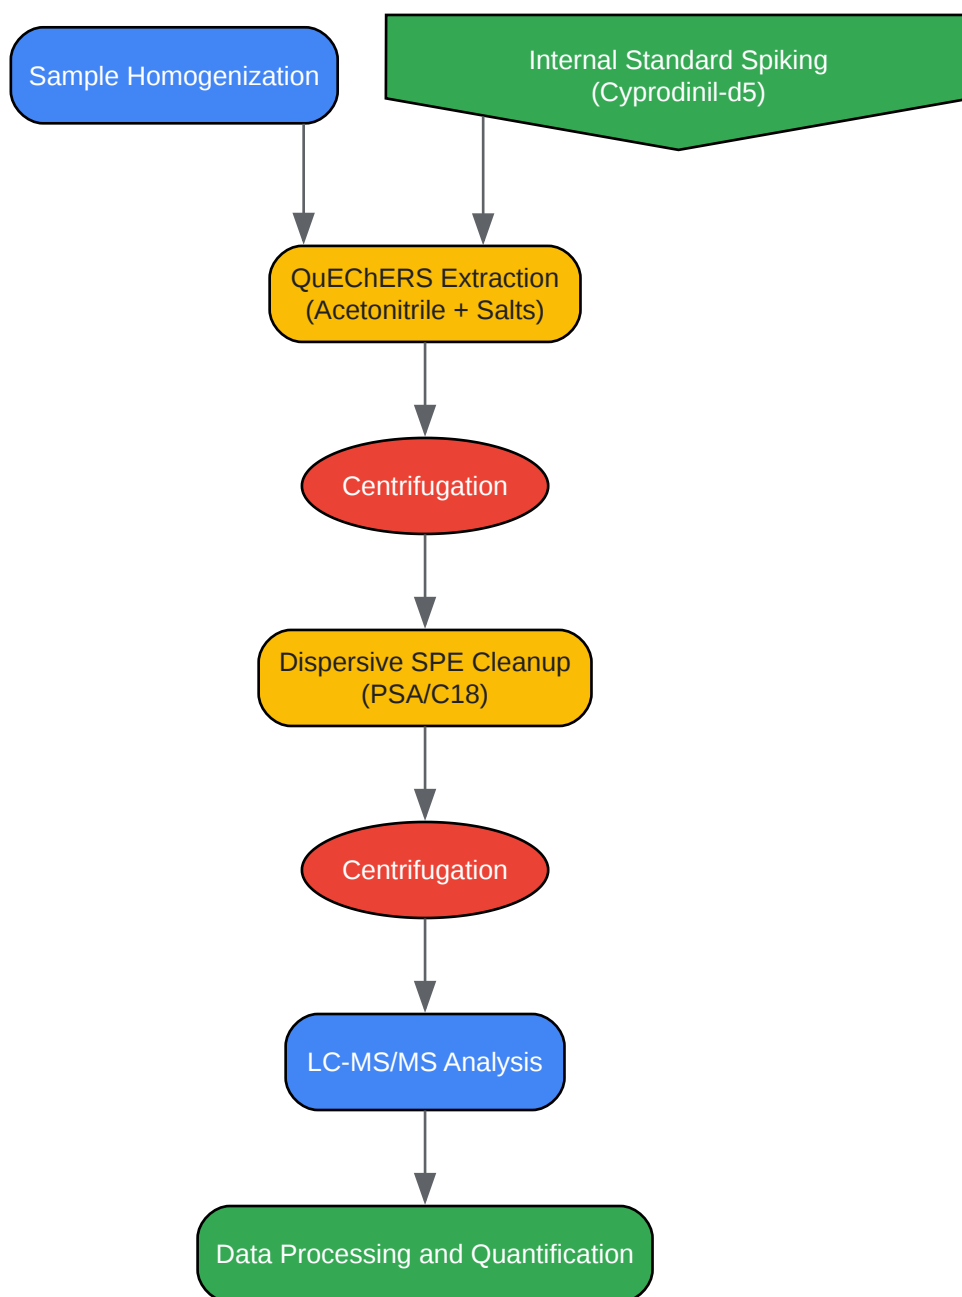 Sample Homogenization
Internal Standard Spiking
(Cyprodinil-d5)
QuEChERS Extraction
(Acetonitrile + Salts)
Centrifugation
Dispersive SPE Cleanup
(PSA/C18)
Centrifugation
LC-MS/MS Analysis
Data Processing and Quantification